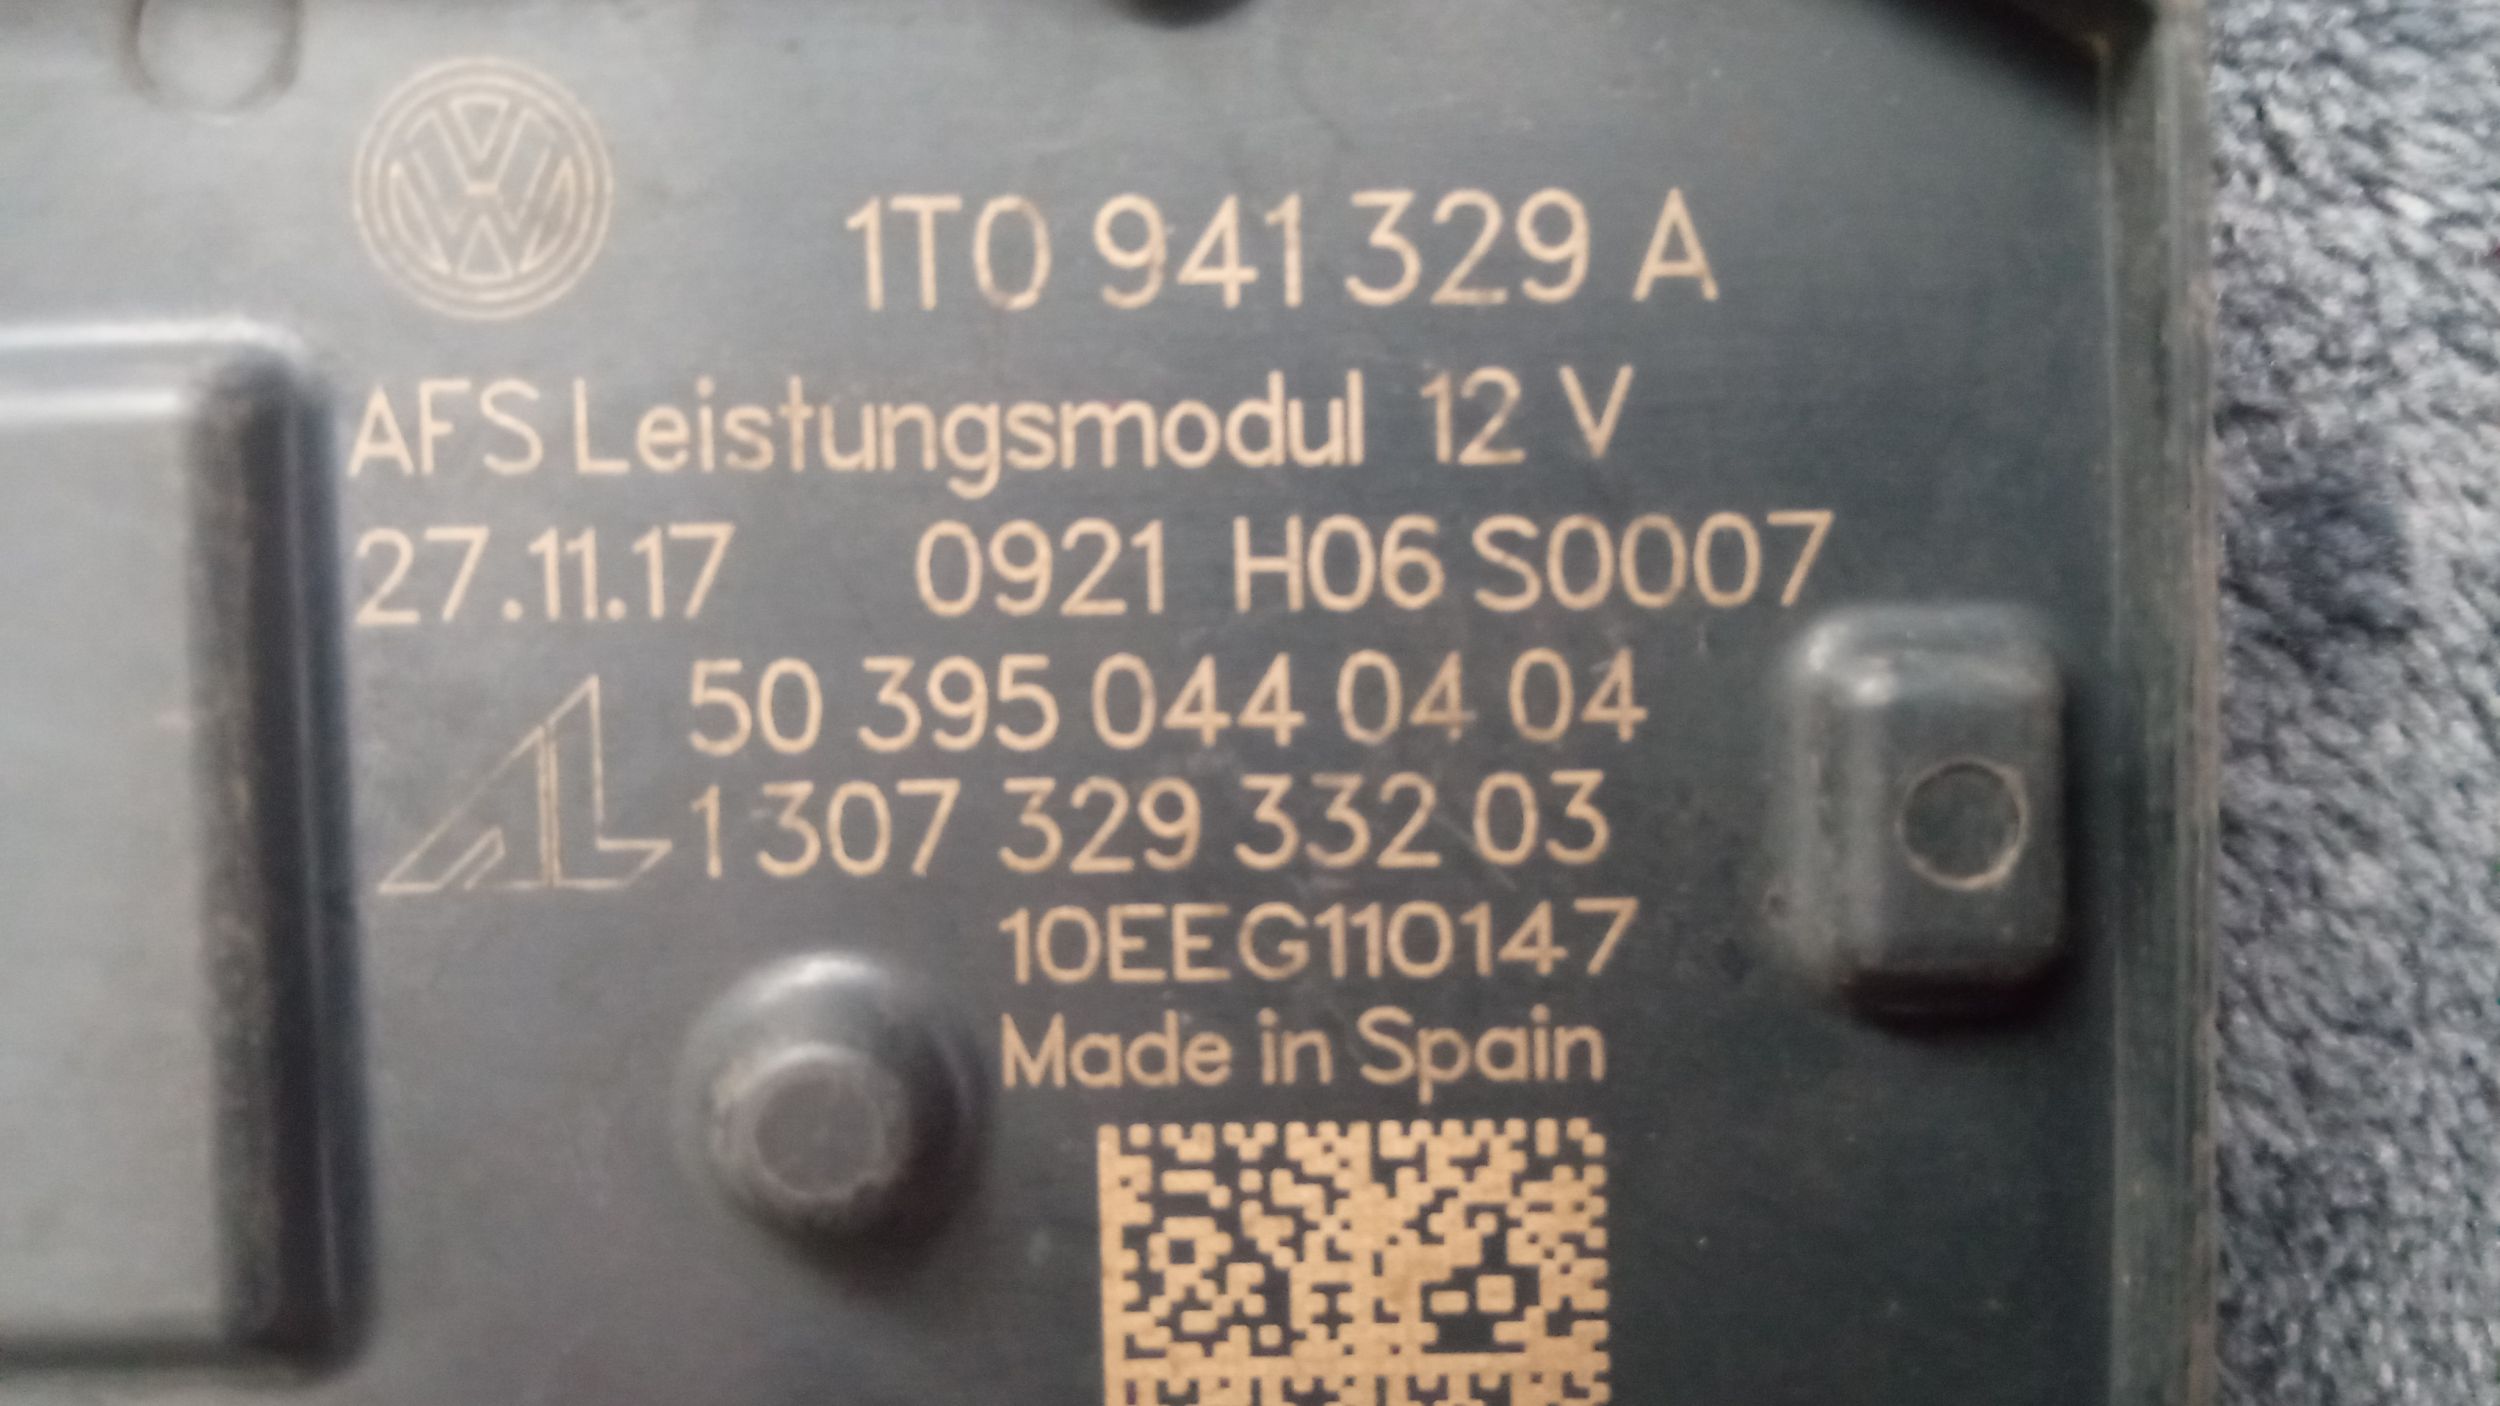 1T0 941 329 A
AFS Leistungsmodul 12 V
27.11.17 0921 H06 S0007
50 395 044 04 04
1 307 329 332 03
10EEG110147
Made in Spain